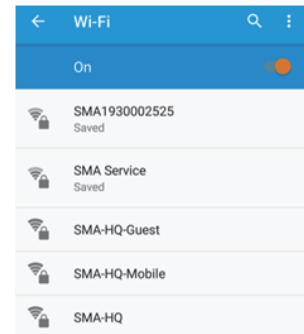 Wi-Fi
On
SMA1930002525
Saved
SMA Service
Saved
SMA-HQ-Guest
SMA-HQ-Mobile
SMA-HQ